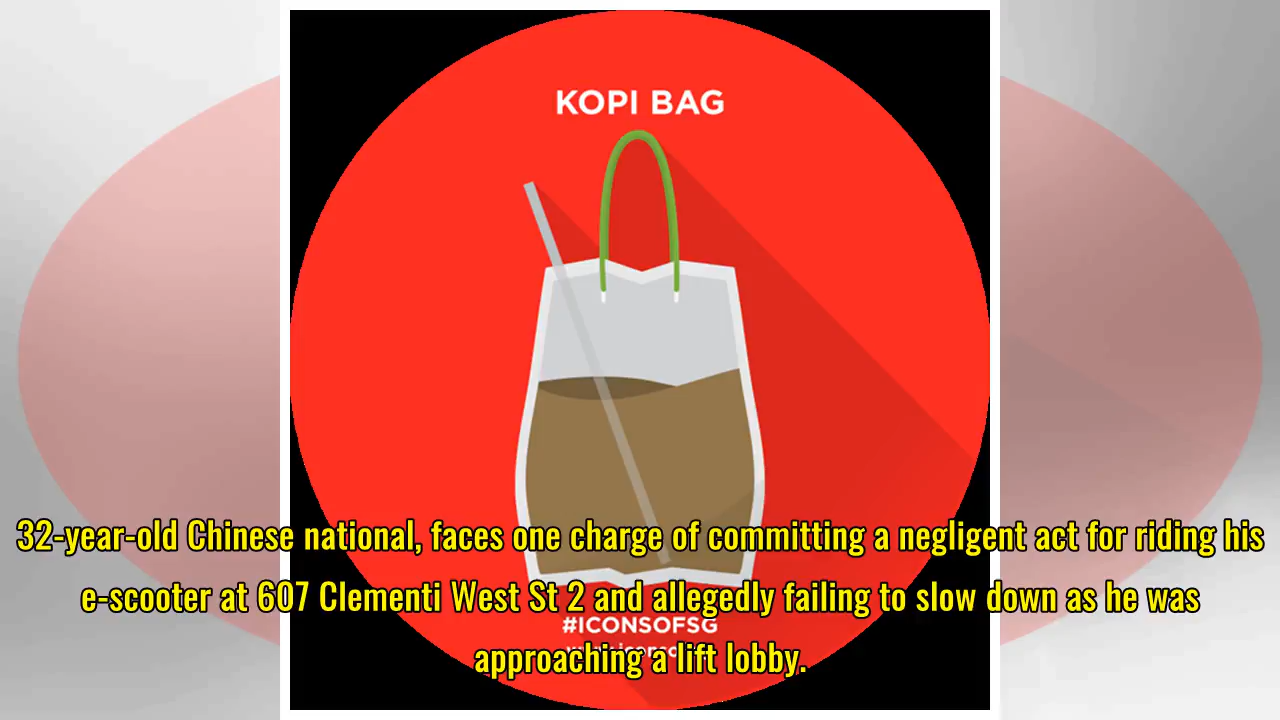 KOPI BAG
32-year-old Chinese national, faces one charge of committing a negligent act for riding his
e-scooter at 607 Clementi West St 2 and allegedly failing to slow down as he was
#ICONSOFSG
approaching a lift lobby.